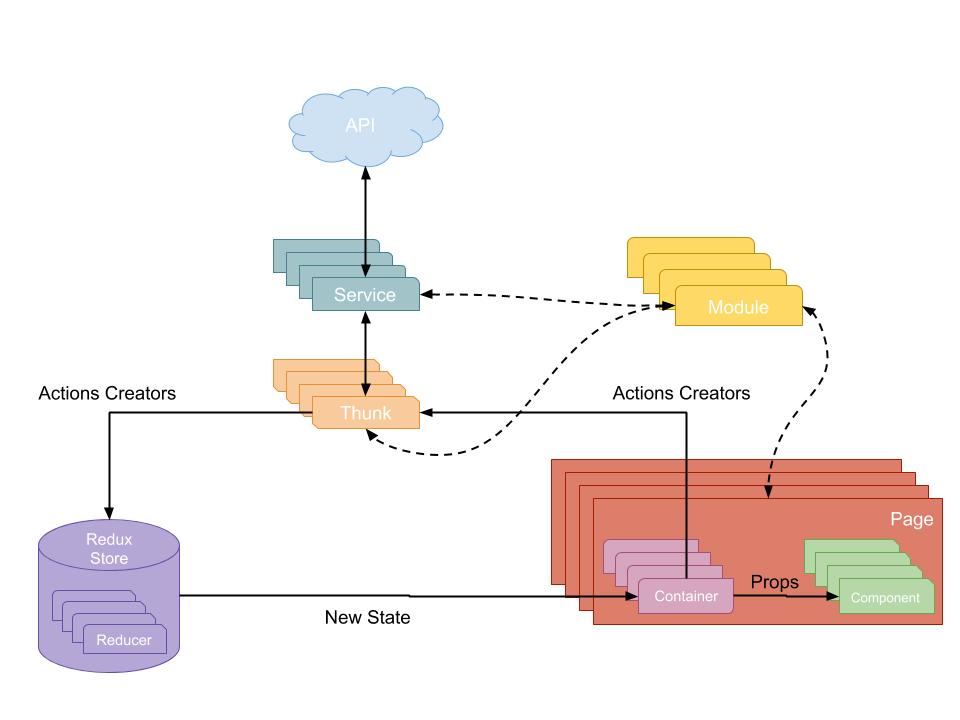 API
Service
Module
Actions Creators
Actions Creators
Thunk
Page
Redux
Store
Props
Container
Component
New State
Reducer